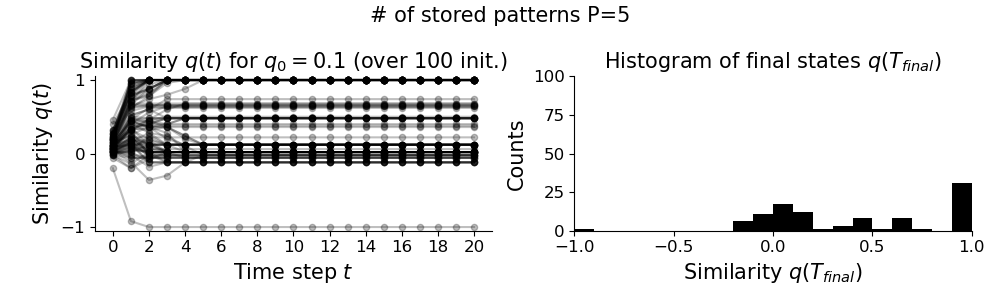 # of stored patterns P=5
Similarity q(t) for q₀ = 0.1 (over 100 init.)
1
0
−1
Similarity q(t)
0 2 4 6 8 10 12 14 16 18 20
Time step t
Histogram of final states q(T_final)
100
75
50
25
0
Counts
−1.0 −0.5 0.0 0.5 1.0
Similarity q(T_final)